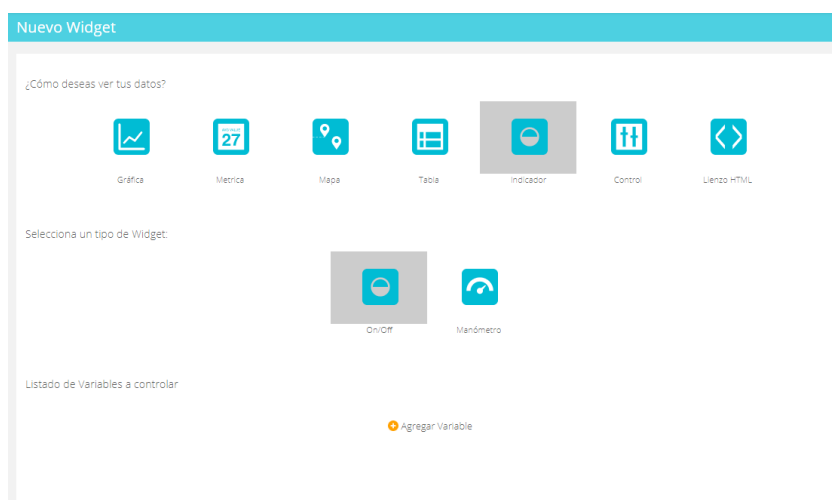 Nuevo Widget
¿Cómo deseas ver tus datos?
27
Gráfica Metrica Mapa Tabla Indicador Control Lienzo HTML
Selecciona un tipo de Widget:
On/Off Manómetro
Listado de Variables a controlar
Agregar Variable